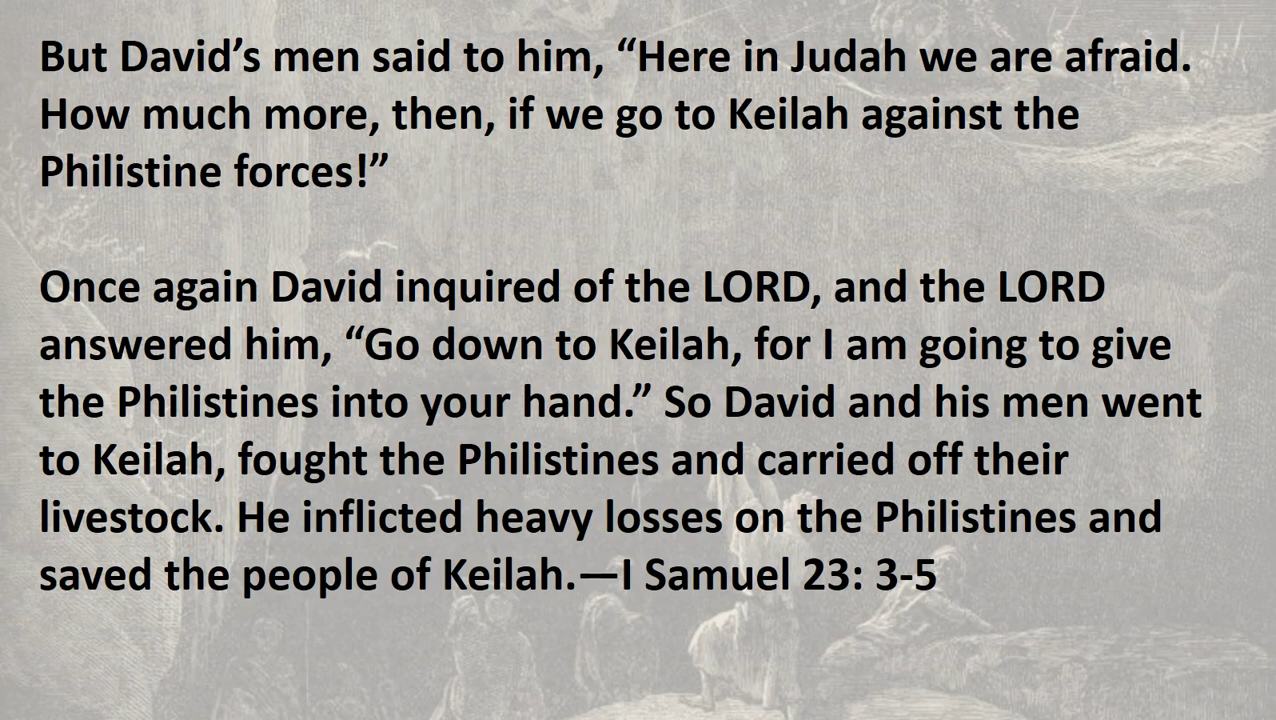 But David’s men said to him, “Here in Judah we are afraid.
How much more, then, if we go to Keilah against the
Philistine forces!”
Once again David inquired of the LORD, and the LORD
answered him, “Go down to Keilah, for I am going to give
the Philistines into your hand.” So David and his men went
to Keilah, fought the Philistines and carried off their
livestock. He inflicted heavy losses on the Philistines and
saved the people of Keilah.—I Samuel 23: 3-5